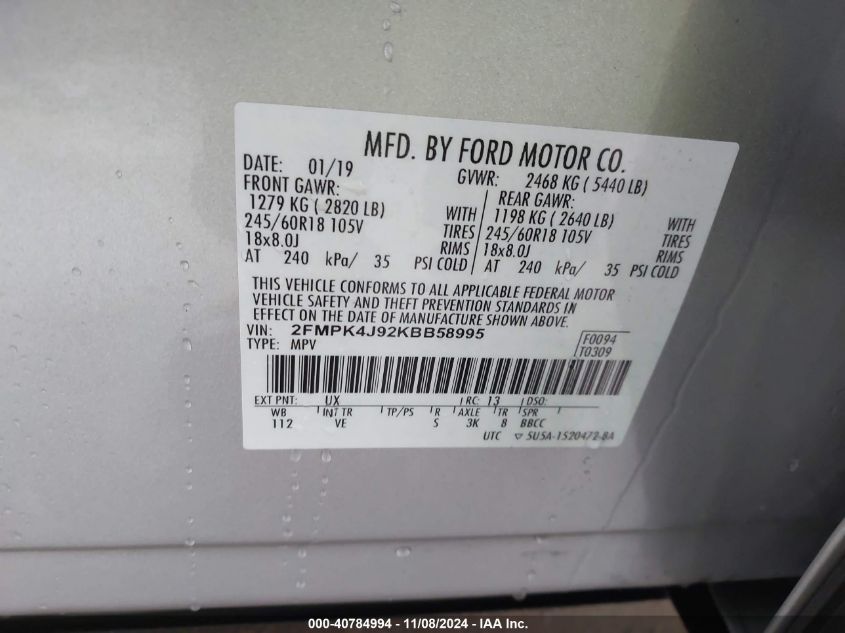 MFD. BY FORD MOTOR CO.
DATE: 01/19 GVWR: 2468 KG ( 5440 LB)
FRONT GAWR: REAR GAWR:
1279 KG ( 2820 LB) WITH 1198 KG ( 2640 LB) WITH
245/60R18 105V TIRES 245/60R18 105V TIRES
18x8.0J RIMS 18x8.0J RIMS
AT 240 kPa/ 35 PSI COLD AT 240 kPa/ 35 PSI COLD
THIS VEHICLE CONFORMS TO ALL APPLICABLE FEDERAL MOTOR
VEHICLE SAFETY AND THEFT PREVENTION STANDARDS IN
EFFECT ON THE DATE OF MANUFACTURE SHOWN ABOVE.
VIN: 2FMPK4J92KBB58995 F0094
TYPE: MPV T0309
EXT PNT: UX RC: 13 DSO:
WB INT TR TP/PS R AXLE TR SPR
112 VE S 3K 8 BBCC
UTC ▽ 5U5A-1520472-BA
000-40784994 - 11/08/2024 - IAA Inc.